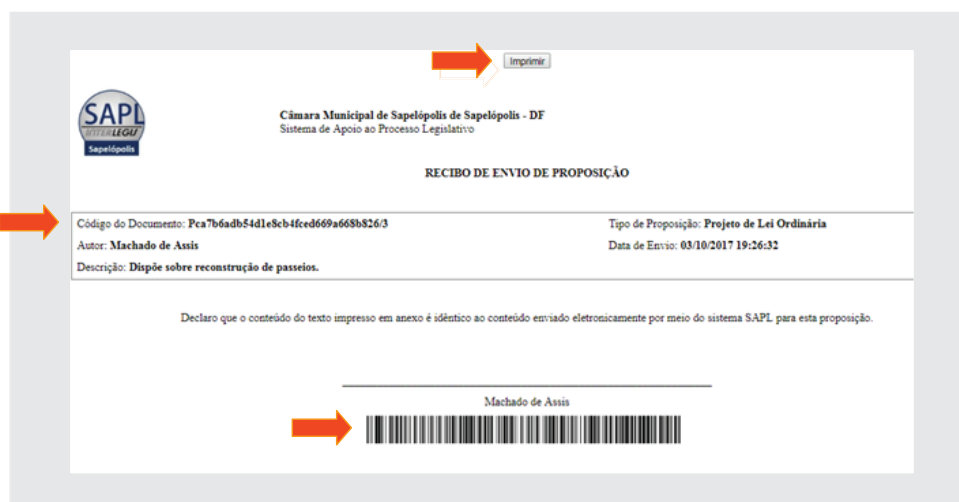 Imprimir
SAPL
INTERLEGIS
Sapelópolis
Câmara Municipal de Sapelópolis de Sapelópolis - DF
Sistema de Apoio ao Processo Legislativo
RECIBO DE ENVIO DE PROPOSIÇÃO
Código do Documento: Pca7b6adb54d1e8cb4fced669a668b826/3 Tipo de Proposição: Projeto de Lei Ordinária
Autor: Machado de Assis Data de Envio: 03/10/2017 19:26:32
Descrição: Dispõe sobre reconstrução de passeios.
Declaro que o conteúdo do texto impresso em anexo é idêntico ao conteúdo enviado eletronicamente por meio do sistema SAPL para esta proposição.
Machado de Assis